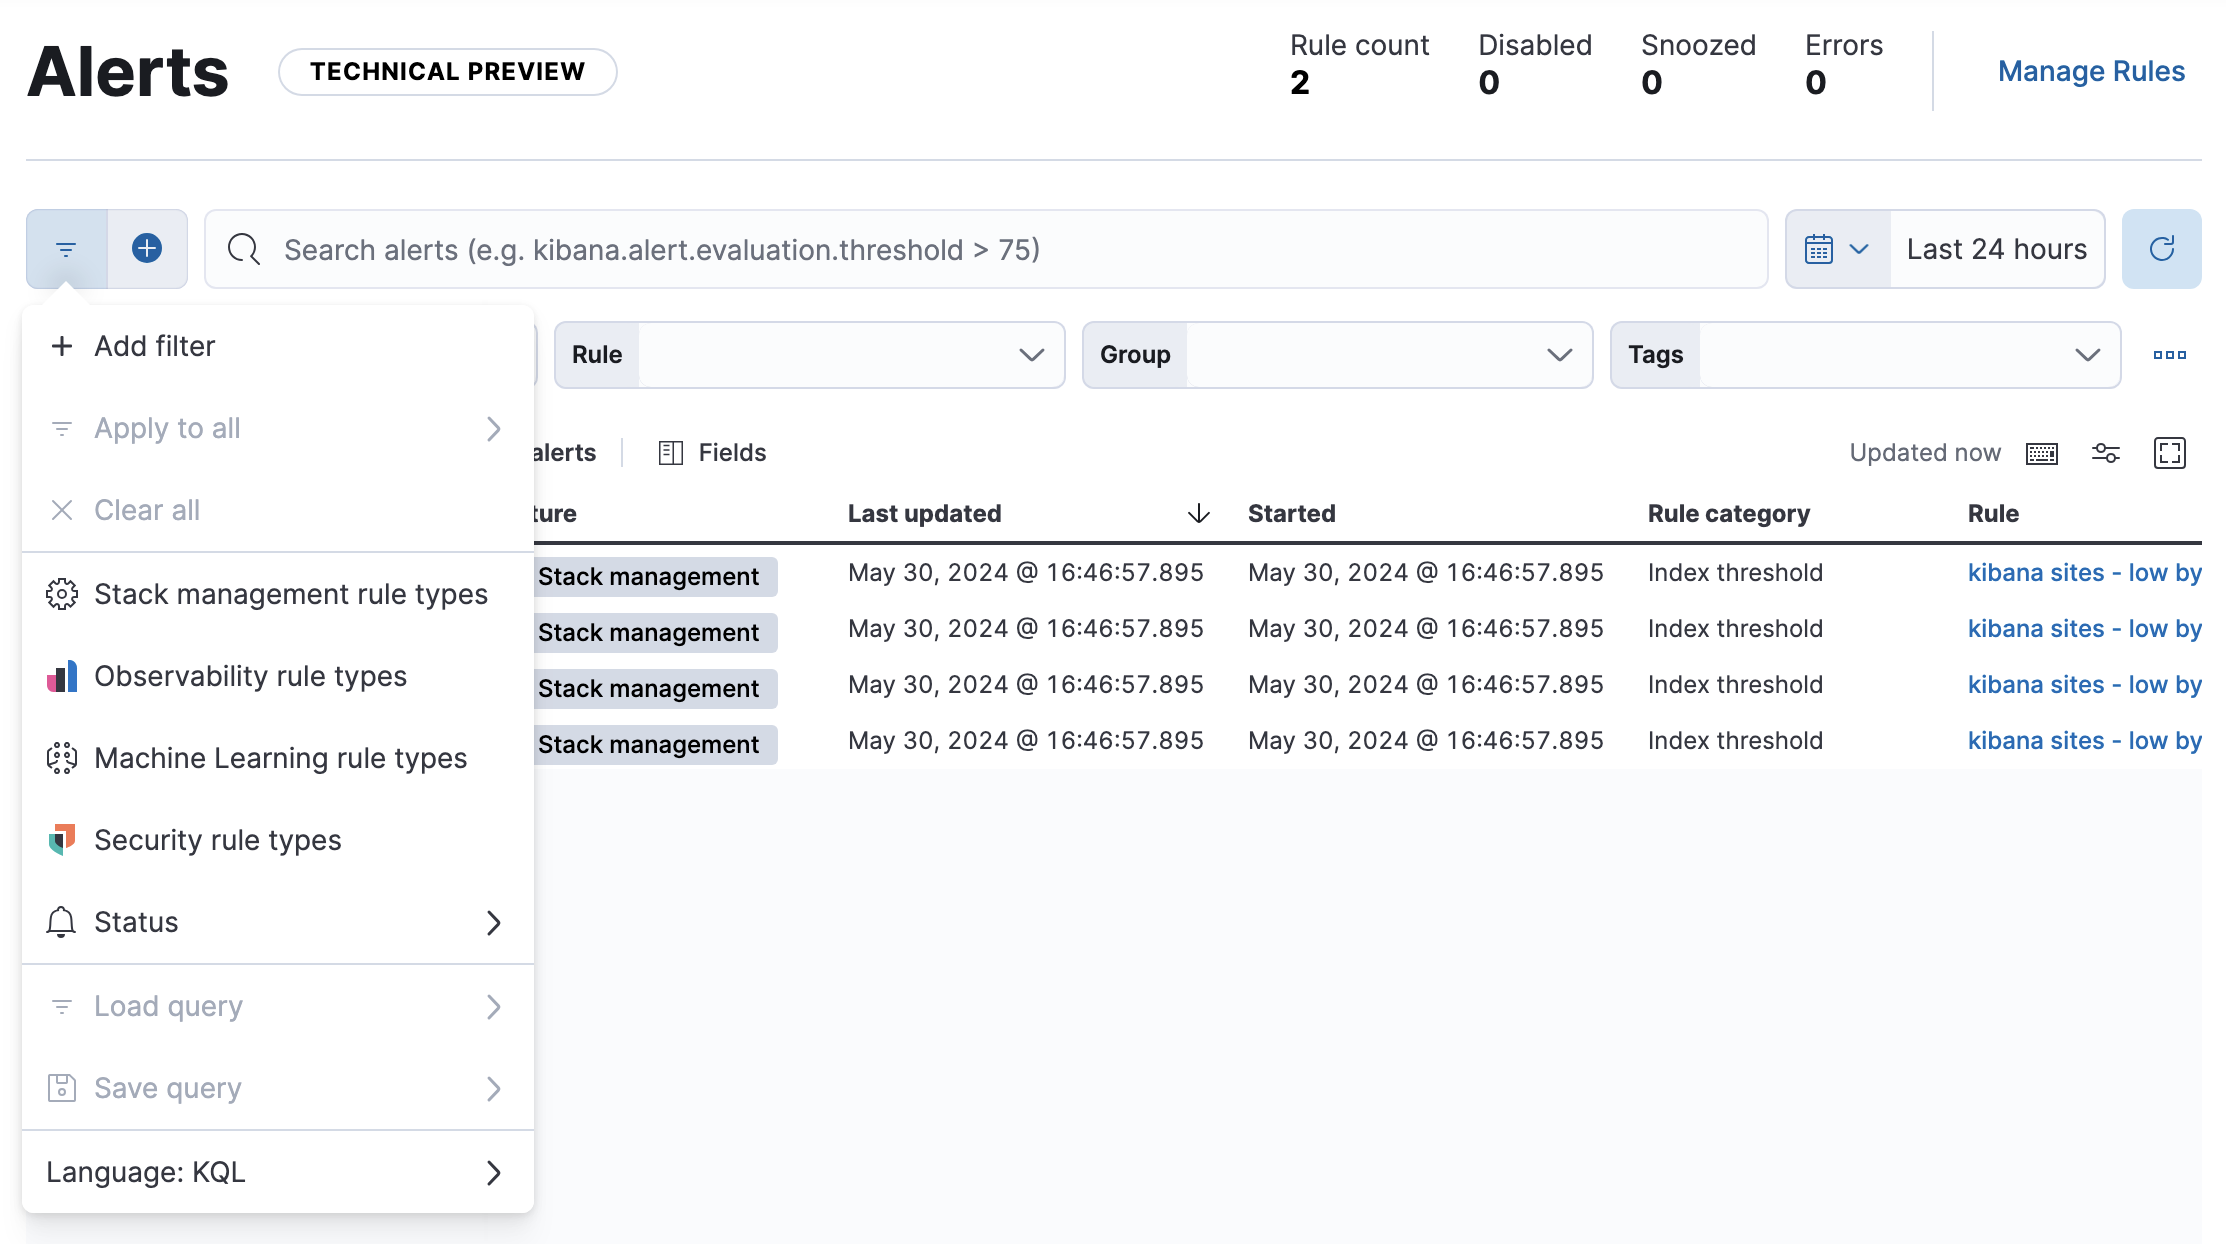 Alerts
TECHNICAL PREVIEW
Rule count
2
Disabled
0
Snoozed
0
Errors
0
Manage Rules
Search alerts (e.g. kibana.alert.evaluation.threshold > 75)
Last 24 hours
Add filter
Apply to all
Clear all
Stack management rule types
Observability rule types
Machine Learning rule types
Security rule types
Status
Load query
Save query
Language: KQL
Rule
Group
Tags
alerts
Fields
Updated now
ture
Last updated
Started
Rule category
Rule
Stack management
May 30, 2024 @ 16:46:57.895
May 30, 2024 @ 16:46:57.895
Index threshold
kibana sites - low by
Stack management
May 30, 2024 @ 16:46:57.895
May 30, 2024 @ 16:46:57.895
Index threshold
kibana sites - low by
Stack management
May 30, 2024 @ 16:46:57.895
May 30, 2024 @ 16:46:57.895
Index threshold
kibana sites - low by
Stack management
May 30, 2024 @ 16:46:57.895
May 30, 2024 @ 16:46:57.895
Index threshold
kibana sites - low by